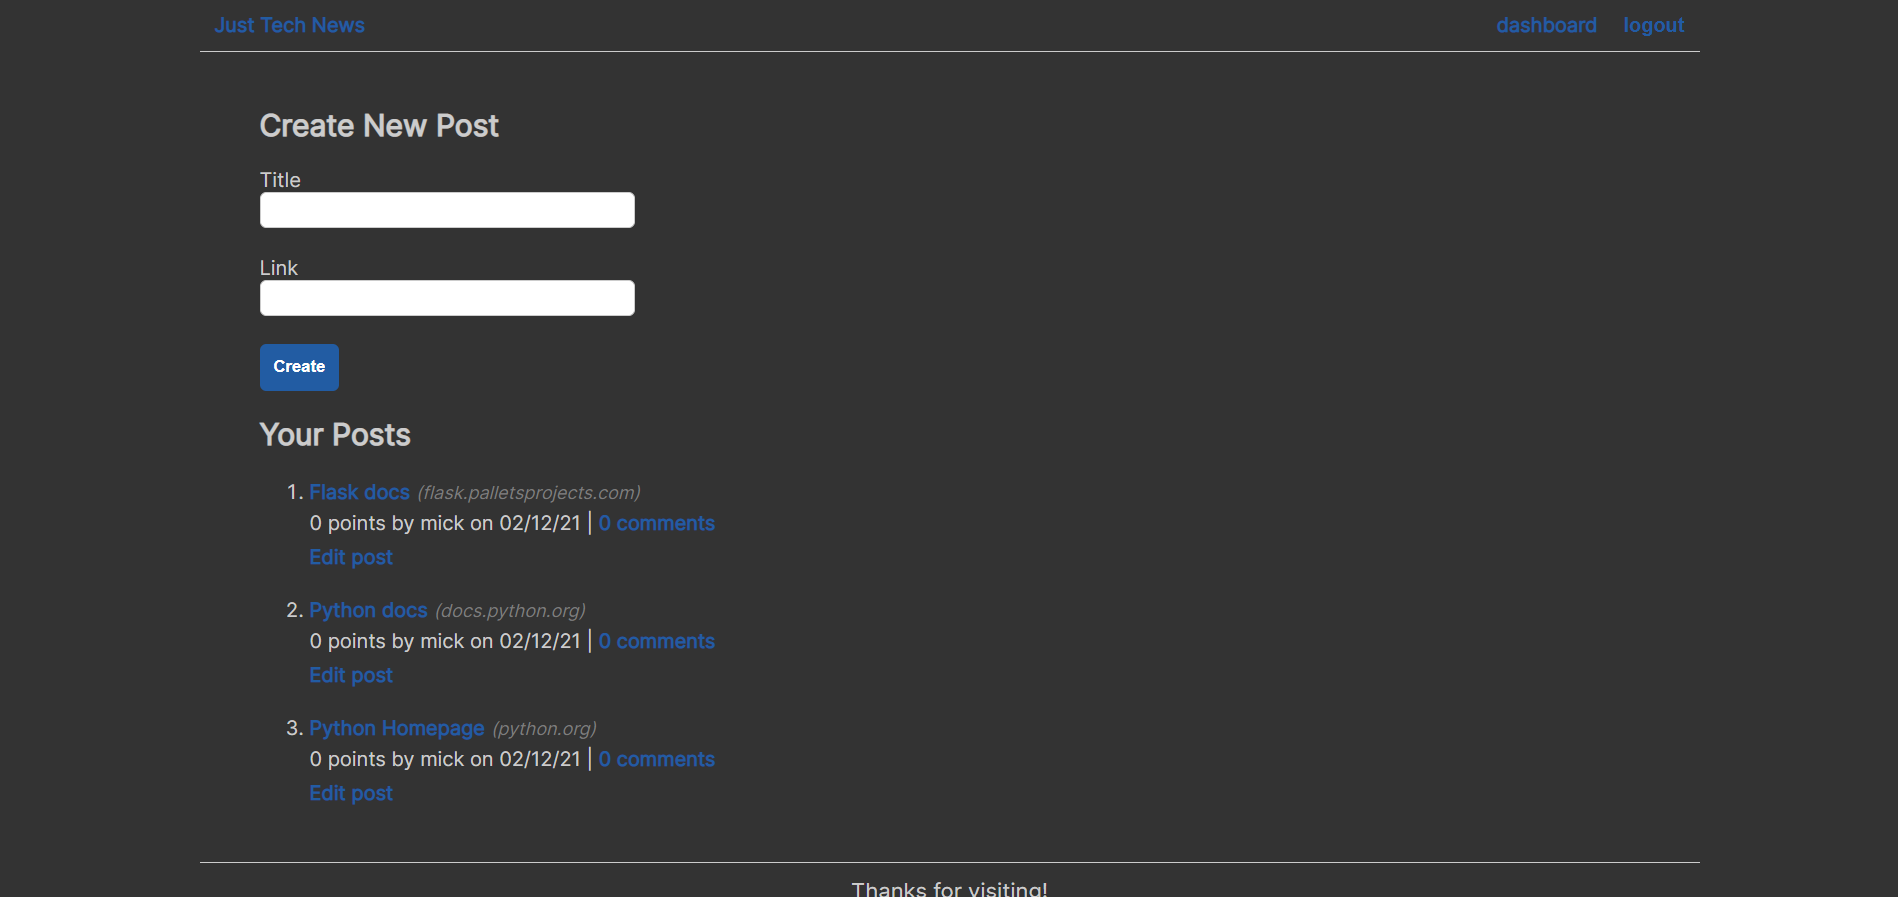 Just Tech News dashboard logout
Create New Post
Title
Link
Create
Your Posts
1. Flask docs (flask.palletsprojects.com)
0 points by mick on 02/12/21 | 0 comments
Edit post
2. Python docs (docs.python.org)
0 points by mick on 02/12/21 | 0 comments
Edit post
3. Python Homepage (python.org)
0 points by mick on 02/12/21 | 0 comments
Edit post
Thanks for visiting!